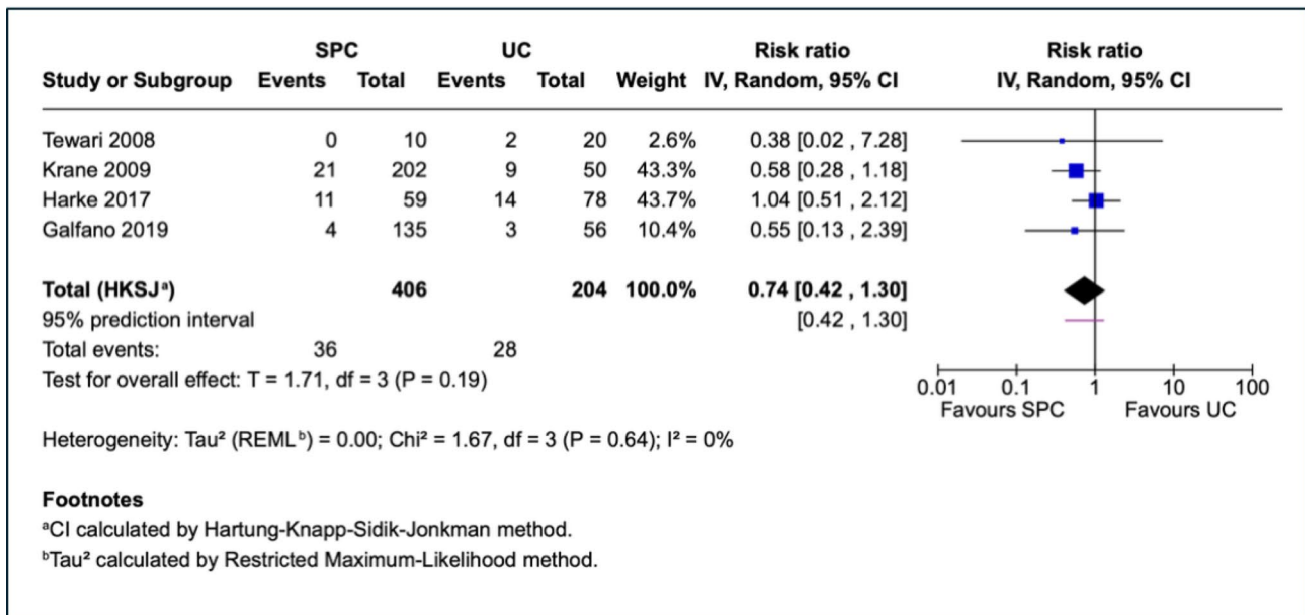 SPC UC Risk ratio Risk ratio
Study or Subgroup Events Total Events Total Weight IV, Random, 95% CI IV, Random, 95% CI
Tewari 2008 0 10 2 20 2.6% 0.38 [0.02 , 7.28]
Krane 2009 21 202 9 50 43.3% 0.58 [0.28 , 1.18]
Harke 2017 11 59 14 78 43.7% 1.04 [0.51 , 2.12]
Galfano 2019 4 135 3 56 10.4% 0.55 [0.13 , 2.39]
Total (HKSJᵃ) 406 204 100.0% 0.74 [0.42 , 1.30]
95% prediction interval [0.42 , 1.30]
Total events: 36 28
Test for overall effect: T = 1.71, df = 3 (P = 0.19)
0.01 0.1 1 10 100
Favours SPC Favours UC
Heterogeneity: Tau² (REMLᵇ) = 0.00; Chi² = 1.67, df = 3 (P = 0.64); I² = 0%
Footnotes
ᵃCI calculated by Hartung-Knapp-Sidik-Jonkman method.
ᵇTau² calculated by Restricted Maximum-Likelihood method.